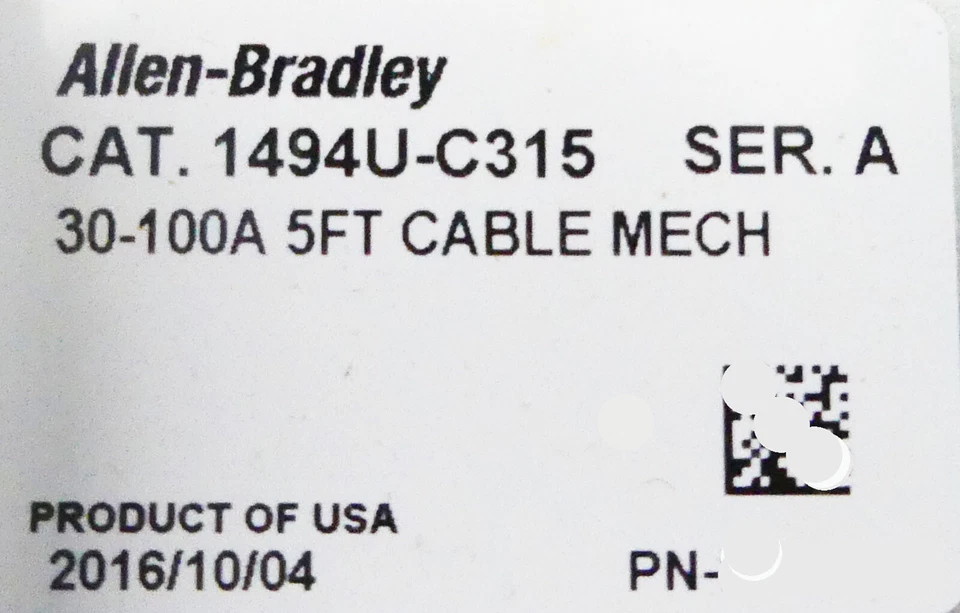 Allen-Bradley
CAT. 1494U-C315 SER. A
30-100A 5FT CABLE MECH
PRODUCT OF USA
2016/10/04 PN-